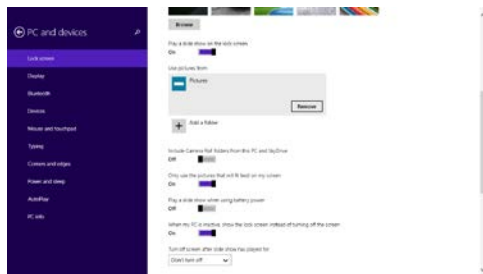 PC and devices
Lock screen
Display
Bluetooth
Devices
Mouse and touchpad
Typing
Corners and edges
Power and sleep
AutoPlay
PC info
Browse
Play a slide show on the lock screen
On
Use pictures from
Pictures
Remove
Add a folder
Include Camera Roll folders from this PC and SkyDrive
Off
Only use the pictures that will fit best on my screen
On
Play a slide show when using battery power
Off
When my PC is inactive, show the lock screen instead of turning off the screen
On
Turn off screen after slide show has played for
Don't turn off